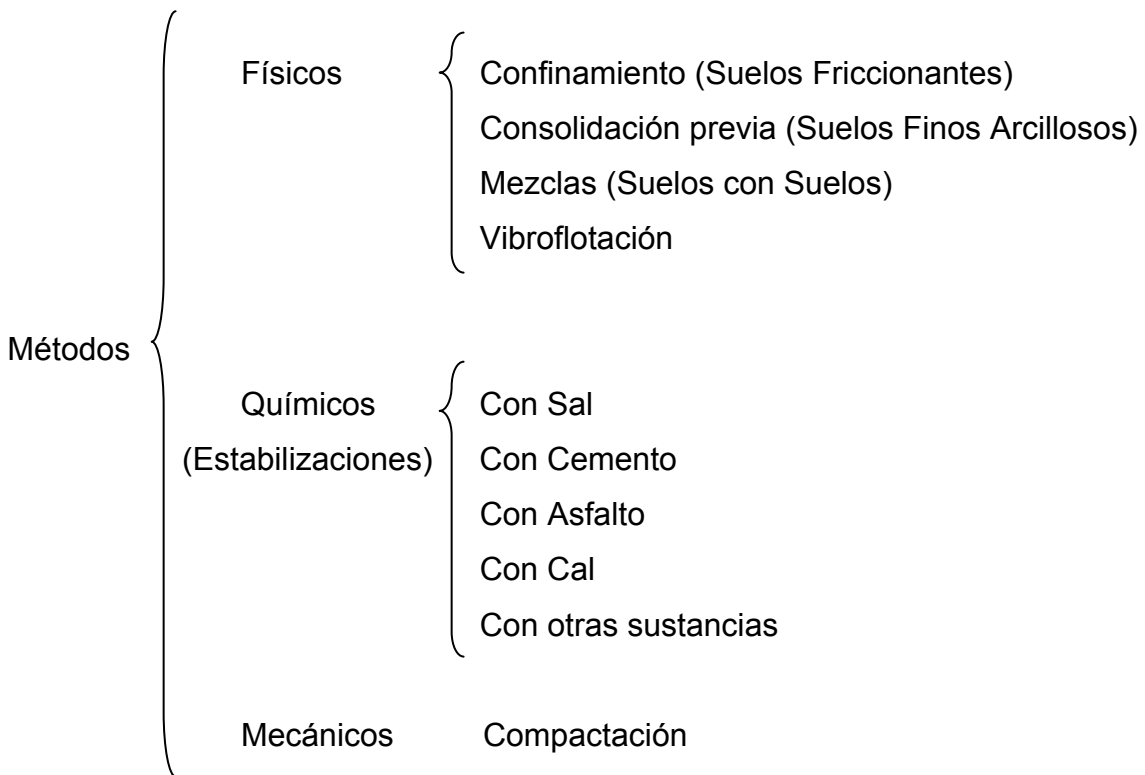 Métodos
Físicos
Confinamiento (Suelos Friccionantes)
Consolidación previa (Suelos Finos Arcillosos)
Mezclas (Suelos con Suelos)
Vibroflotación
Químicos
(Estabilizaciones)
Con Sal
Con Cemento
Con Asfalto
Con Cal
Con otras sustancias
Mecánicos
Compactación